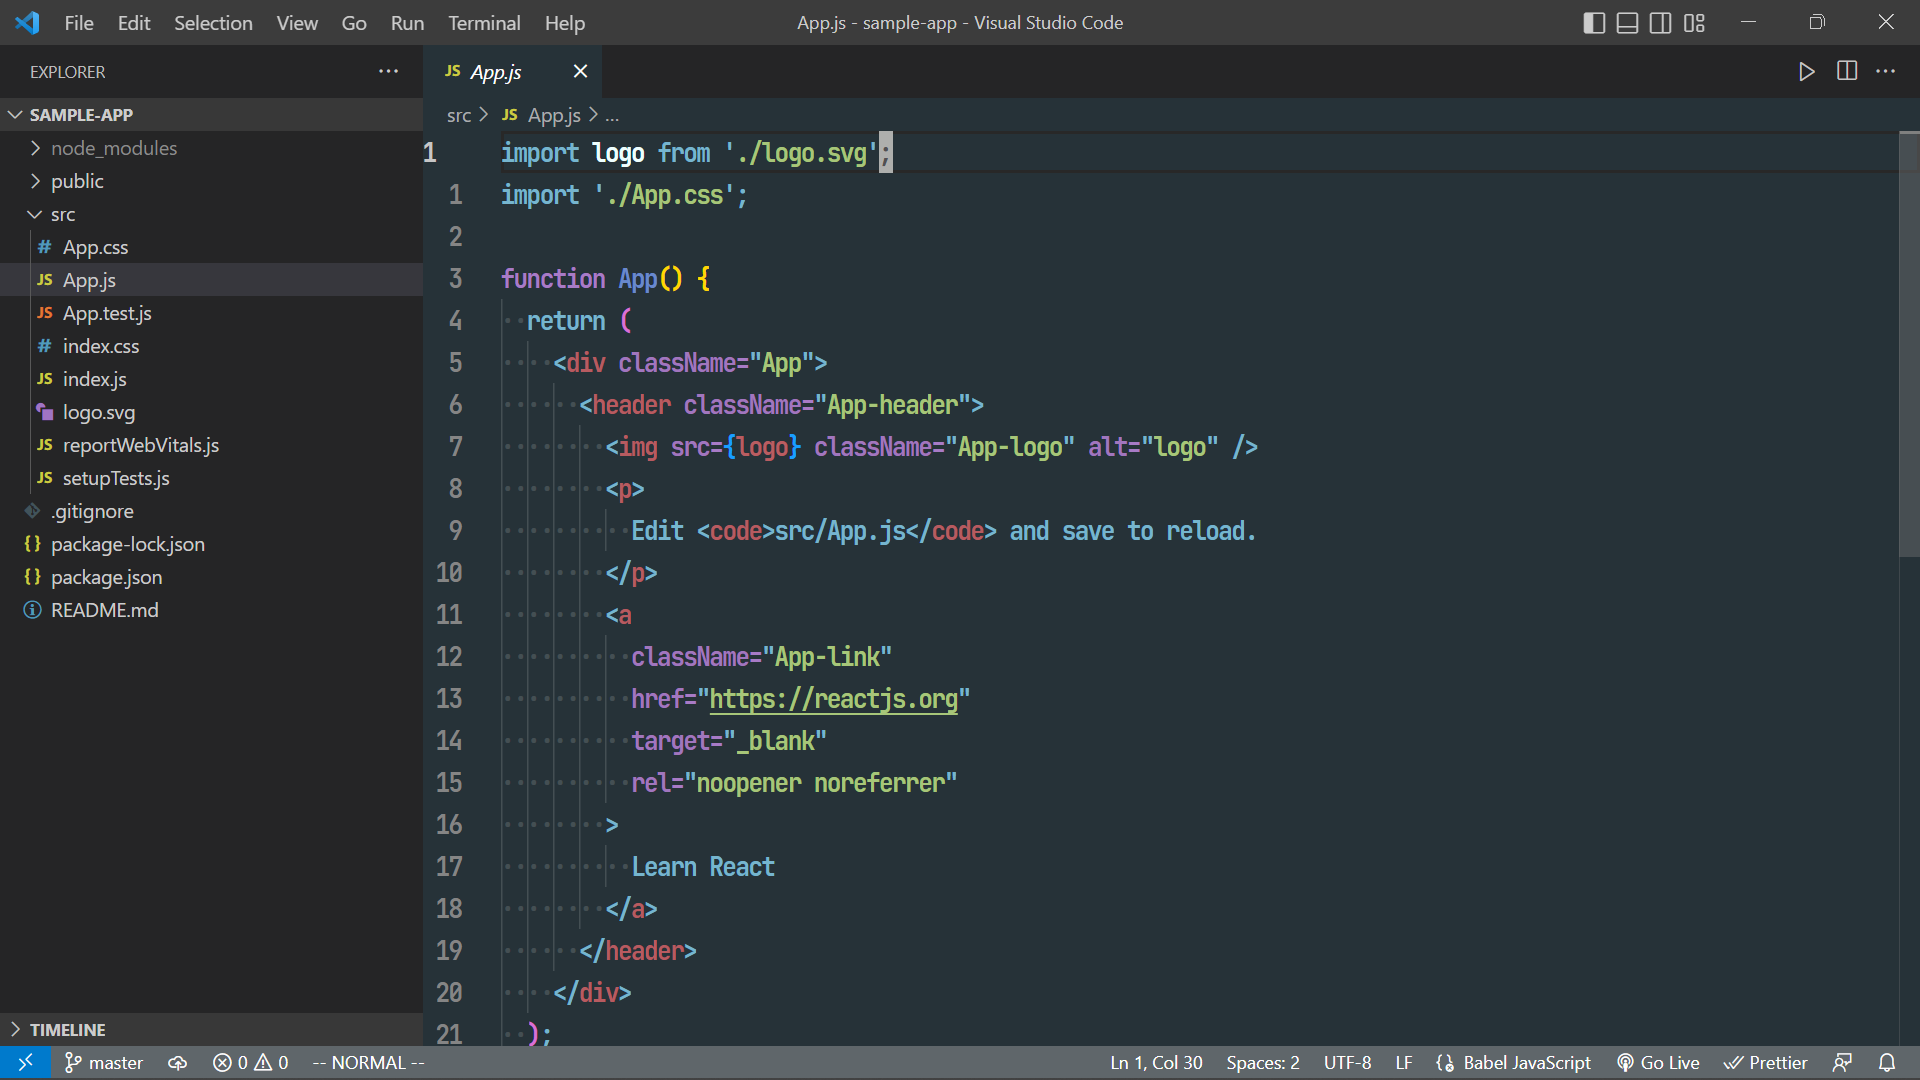 File Edit Selection View Go Run Terminal Help App.js - sample-app - Visual Studio Code
EXPLORER
SAMPLE-APP
node_modules
public
src
# App.css
JS App.js
JS App.test.js
# index.css
JS index.js
logo.svg
JS reportWebVitals.js
JS setupTests.js
.gitignore
{} package-lock.json
{} package.json
README.md
TIMELINE
JS App.js
src > JS App.js > ...
1 import logo from './logo.svg';
1 import './App.css';
2
3 function App() {
4 return (
5 <div className="App">
6 <header className="App-header">
7 <img src={logo} className="App-logo" alt="logo" />
8 <p>
9 Edit <code>src/App.js</code> and save to reload.
10 </p>
11 <a
12 className="App-link"
13 href="https://reactjs.org"
14 target="_blank"
15 rel="noopener noreferrer"
16 >
17 Learn React
18 </a>
19 </header>
20 </div>
21 );
master 0 0 -- NORMAL -- Ln 1, Col 30 Spaces: 2 UTF-8 LF Babel JavaScript Go Live Prettier